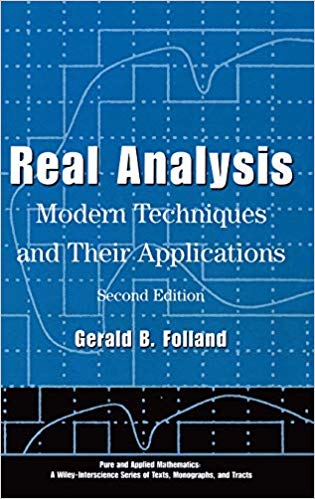 Real Analysis
Modern Techniques
and Their Applications
Second Edition
Gerald B. Folland
Pure and Applied Mathematics:
A Wiley-Interscience Series of Texts, Monographs, and Tracts